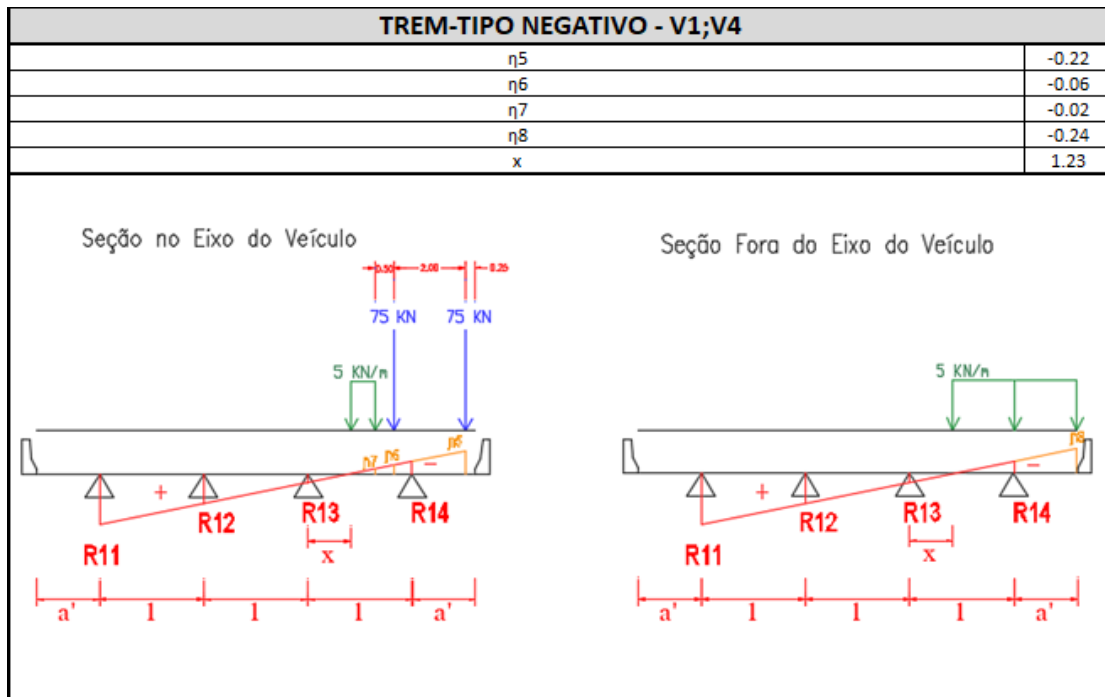 TREM-TIPO NEGATIVO - V1;V4
η5 -0.22
η6 -0.06
η7 -0.02
η8 -0.24
x 1.23
Seção no Eixo do Veículo
0.50 2.00 0.25
75 KN 75 KN
5 KN/m
η7 η6 η5
+ -
R11 R12 R13 R14
x
a' 1 1 1 a'
Seção Fora do Eixo do Veículo
5 KN/m
η8
+ -
R11 R12 R13 R14
x
a' 1 1 1 a'